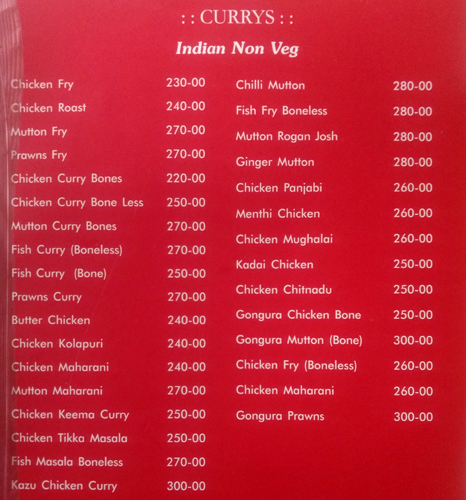 : : CURRYS : :
Indian Non Veg
Chicken Fry 230-00
Chicken Roast 240-00
Mutton Fry 270-00
Prawns Fry 270-00
Chicken Curry Bones 220-00
Chicken Curry Bone Less 250-00
Mutton Curry Bones 270-00
Fish Curry (Boneless) 270-00
Fish Curry (Bone) 250-00
Prawns Curry 270-00
Butter Chicken 240-00
Chicken Kolapuri 240-00
Chicken Maharani 240-00
Mutton Maharani 270-00
Chicken Keema Curry 250-00
Chicken Tikka Masala 250-00
Fish Masala Boneless 270-00
Kazu Chicken Curry 300-00
Chilli Mutton 280-00
Fish Fry Boneless 280-00
Mutton Rogan Josh 280-00
Ginger Mutton 280-00
Chicken Panjabi 260-00
Menthi Chicken 260-00
Chicken Mughalai 260-00
Kadai Chicken 250-00
Chicken Chitnadu 250-00
Gongura Chicken Bone 250-00
Gongura Mutton (Bone) 300-00
Chicken Fry (Boneless) 260-00
Chicken Maharani 260-00
Gongura Prawns 300-00